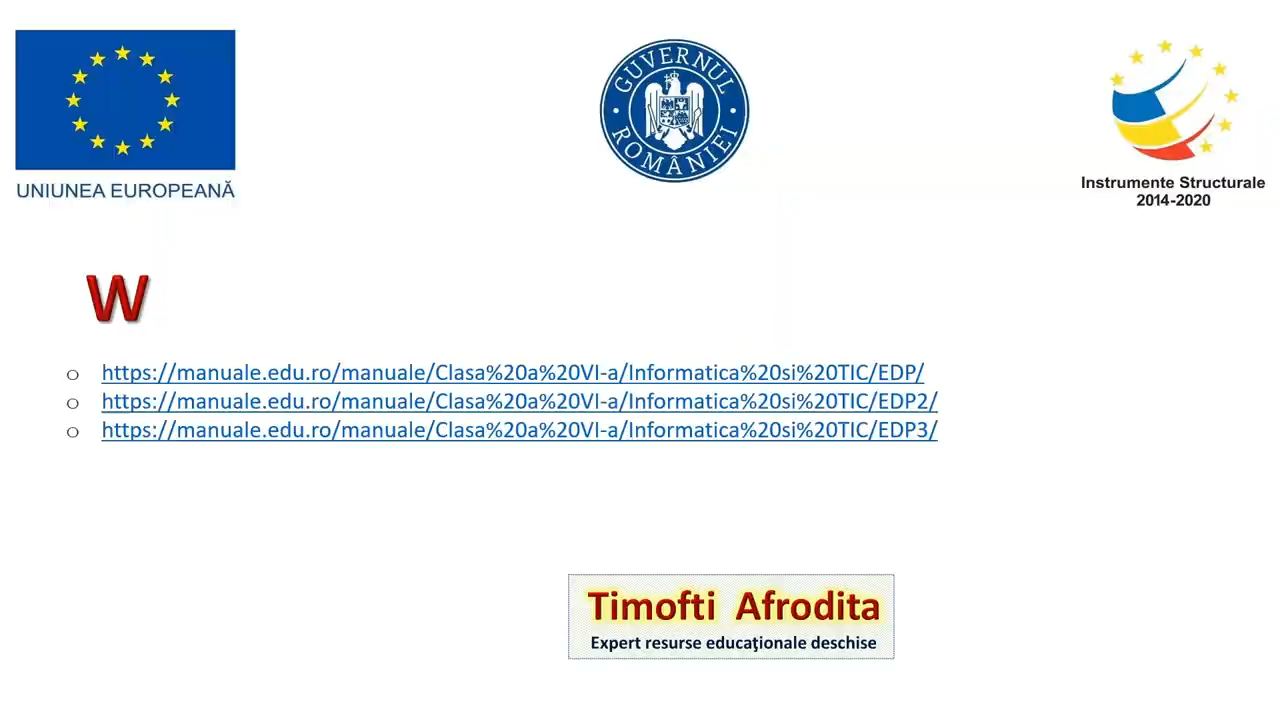 UNIUNEA EUROPEANĂ
GUVERNUL ROMÂNIEI
Instrumente Structurale
2014-2020
W
https://manuale.edu.ro/manuale/Clasa%20a%20VI-a/Informatica%20si%20TIC/EDP/
https://manuale.edu.ro/manuale/Clasa%20a%20VI-a/Informatica%20si%20TIC/EDP2/
https://manuale.edu.ro/manuale/Clasa%20a%20VI-a/Informatica%20si%20TIC/EDP3/
Timofti Afrodita
Expert resurse educaţionale deschise